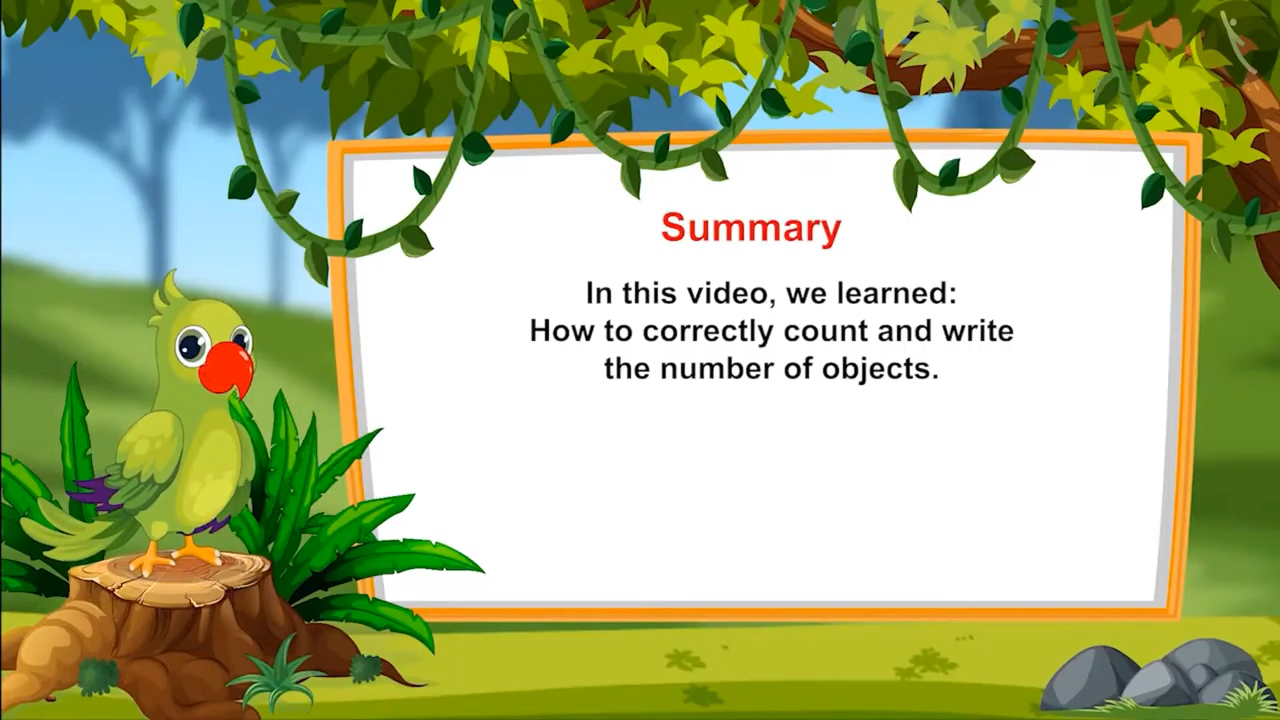 Summary
In this video, we learned:
How to correctly count and write
the number of objects.